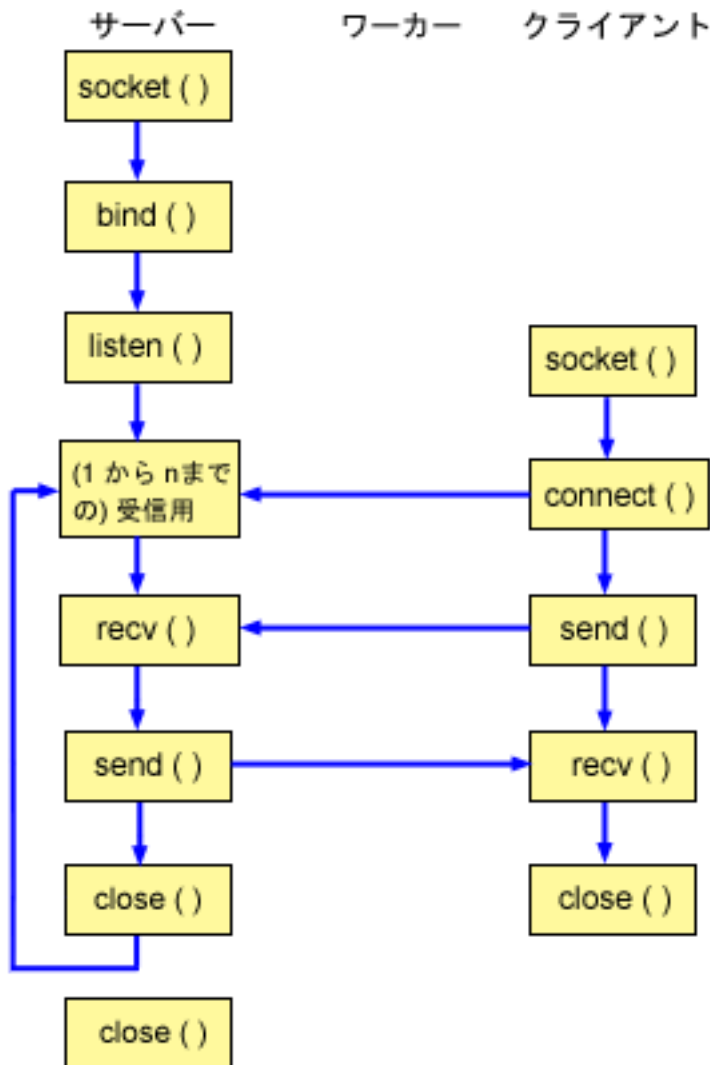 サーバー ワーカー クライアント
socket ( )
bind ( )
listen ( )
socket ( )
(1 から nまで
の) 受信用
connect ( )
recv ( )
send ( )
send ( )
recv ( )
close ( )
close ( )
close ( )